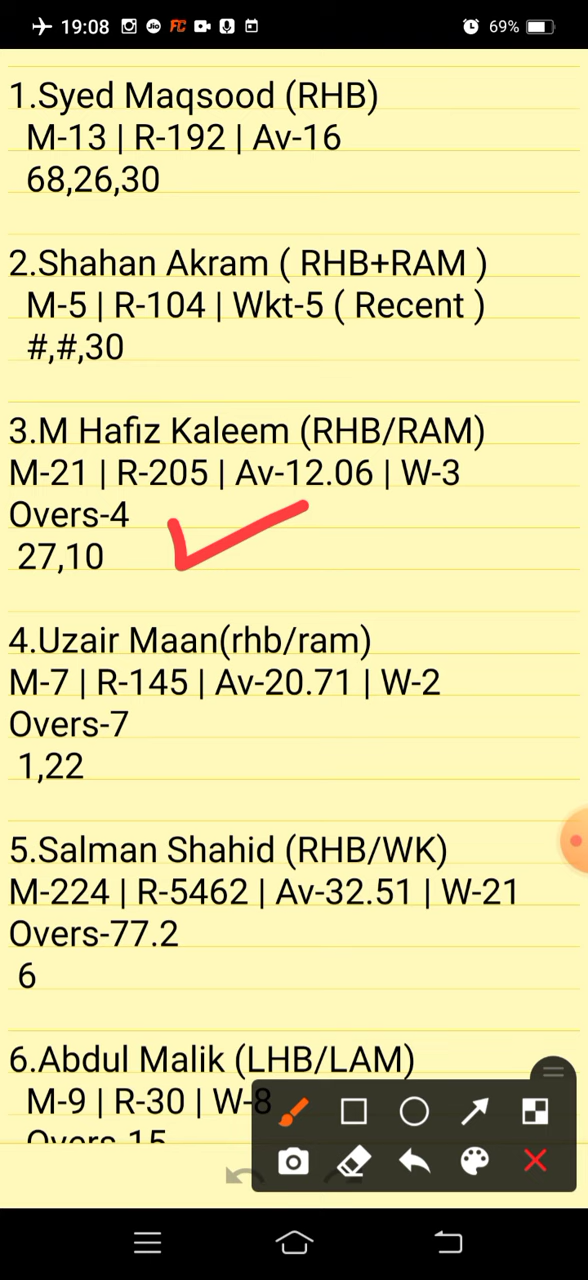 19:08
69%
1.Syed Maqsood (RHB)
M-13 | R-192 | Av-16
68,26,30
2.Shahan Akram ( RHB+RAM )
M-5 | R-104 | Wkt-5 ( Recent )
#,#,30
3.M Hafiz Kaleem (RHB/RAM)
M-21 | R-205 | Av-12.06 | W-3
Overs-4
27,10
4.Uzair Maan(rhb/ram)
M-7 | R-145 | Av-20.71 | W-2
Overs-7
1,22
5.Salman Shahid (RHB/WK)
M-224 | R-5462 | Av-32.51 | W-21
Overs-77.2
6
6.Abdul Malik (LHB/LAM)
M-9 | R-30 | W-8
Overs 15